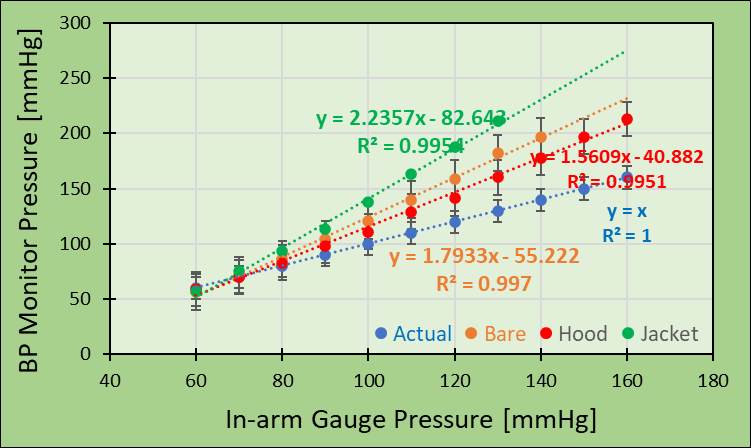 300
250
200
150
100
50
0
BP Monitor Pressure [mmHg]
y = 2.2357x - 82.643
R² = 0.9954
y = 1.5609x - 40.882
R² = 0.9951
y = x
R² = 1
y = 1.7933x - 55.222
R² = 0.997
Actual Bare Hood Jacket
40 60 80 100 120 140 160 180
In-arm Gauge Pressure [mmHg]